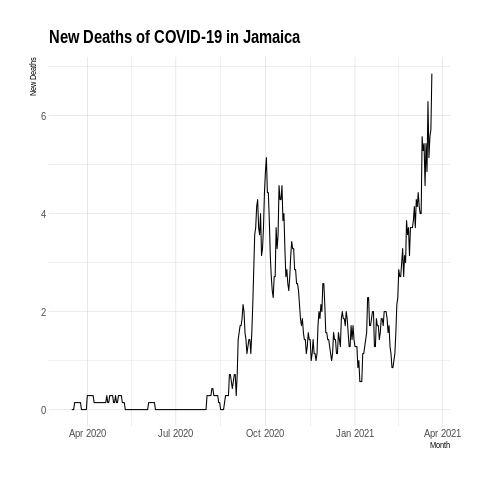 New Deaths of COVID-19 in Jamaica
New Deaths
6
4
2
0
Apr 2020 Jul 2020 Oct 2020 Jan 2021 Apr 2021
Month